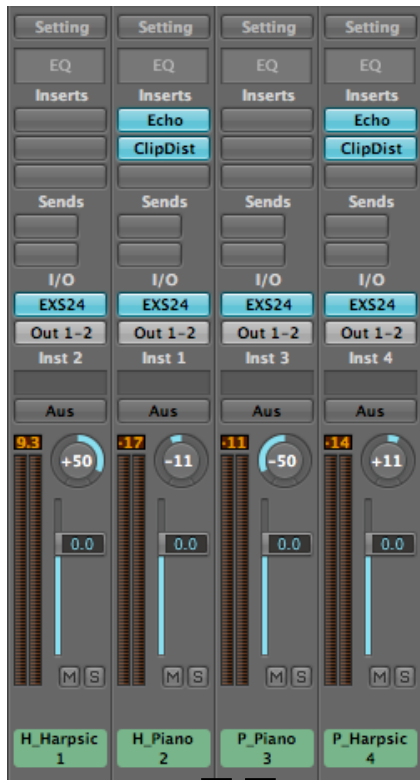 Setting Setting Setting Setting
EQ EQ EQ EQ
Inserts Inserts Inserts Inserts
Echo Echo
ClipDist ClipDist
Sends Sends Sends Sends
I/O I/O I/O I/O
EXS24 EXS24 EXS24 EXS24
Out 1-2 Out 1-2 Out 1-2 Out 1-2
Inst 2 Inst 1 Inst 3 Inst 4
Aus Aus Aus Aus
9.3 -17 -11 -14
+50 -11 -50 +11
0.0 0.0 0.0 0.0
M S M S M S M S
H_Harpsic H_Piano P_Piano P_Harpsic
1 2 3 4